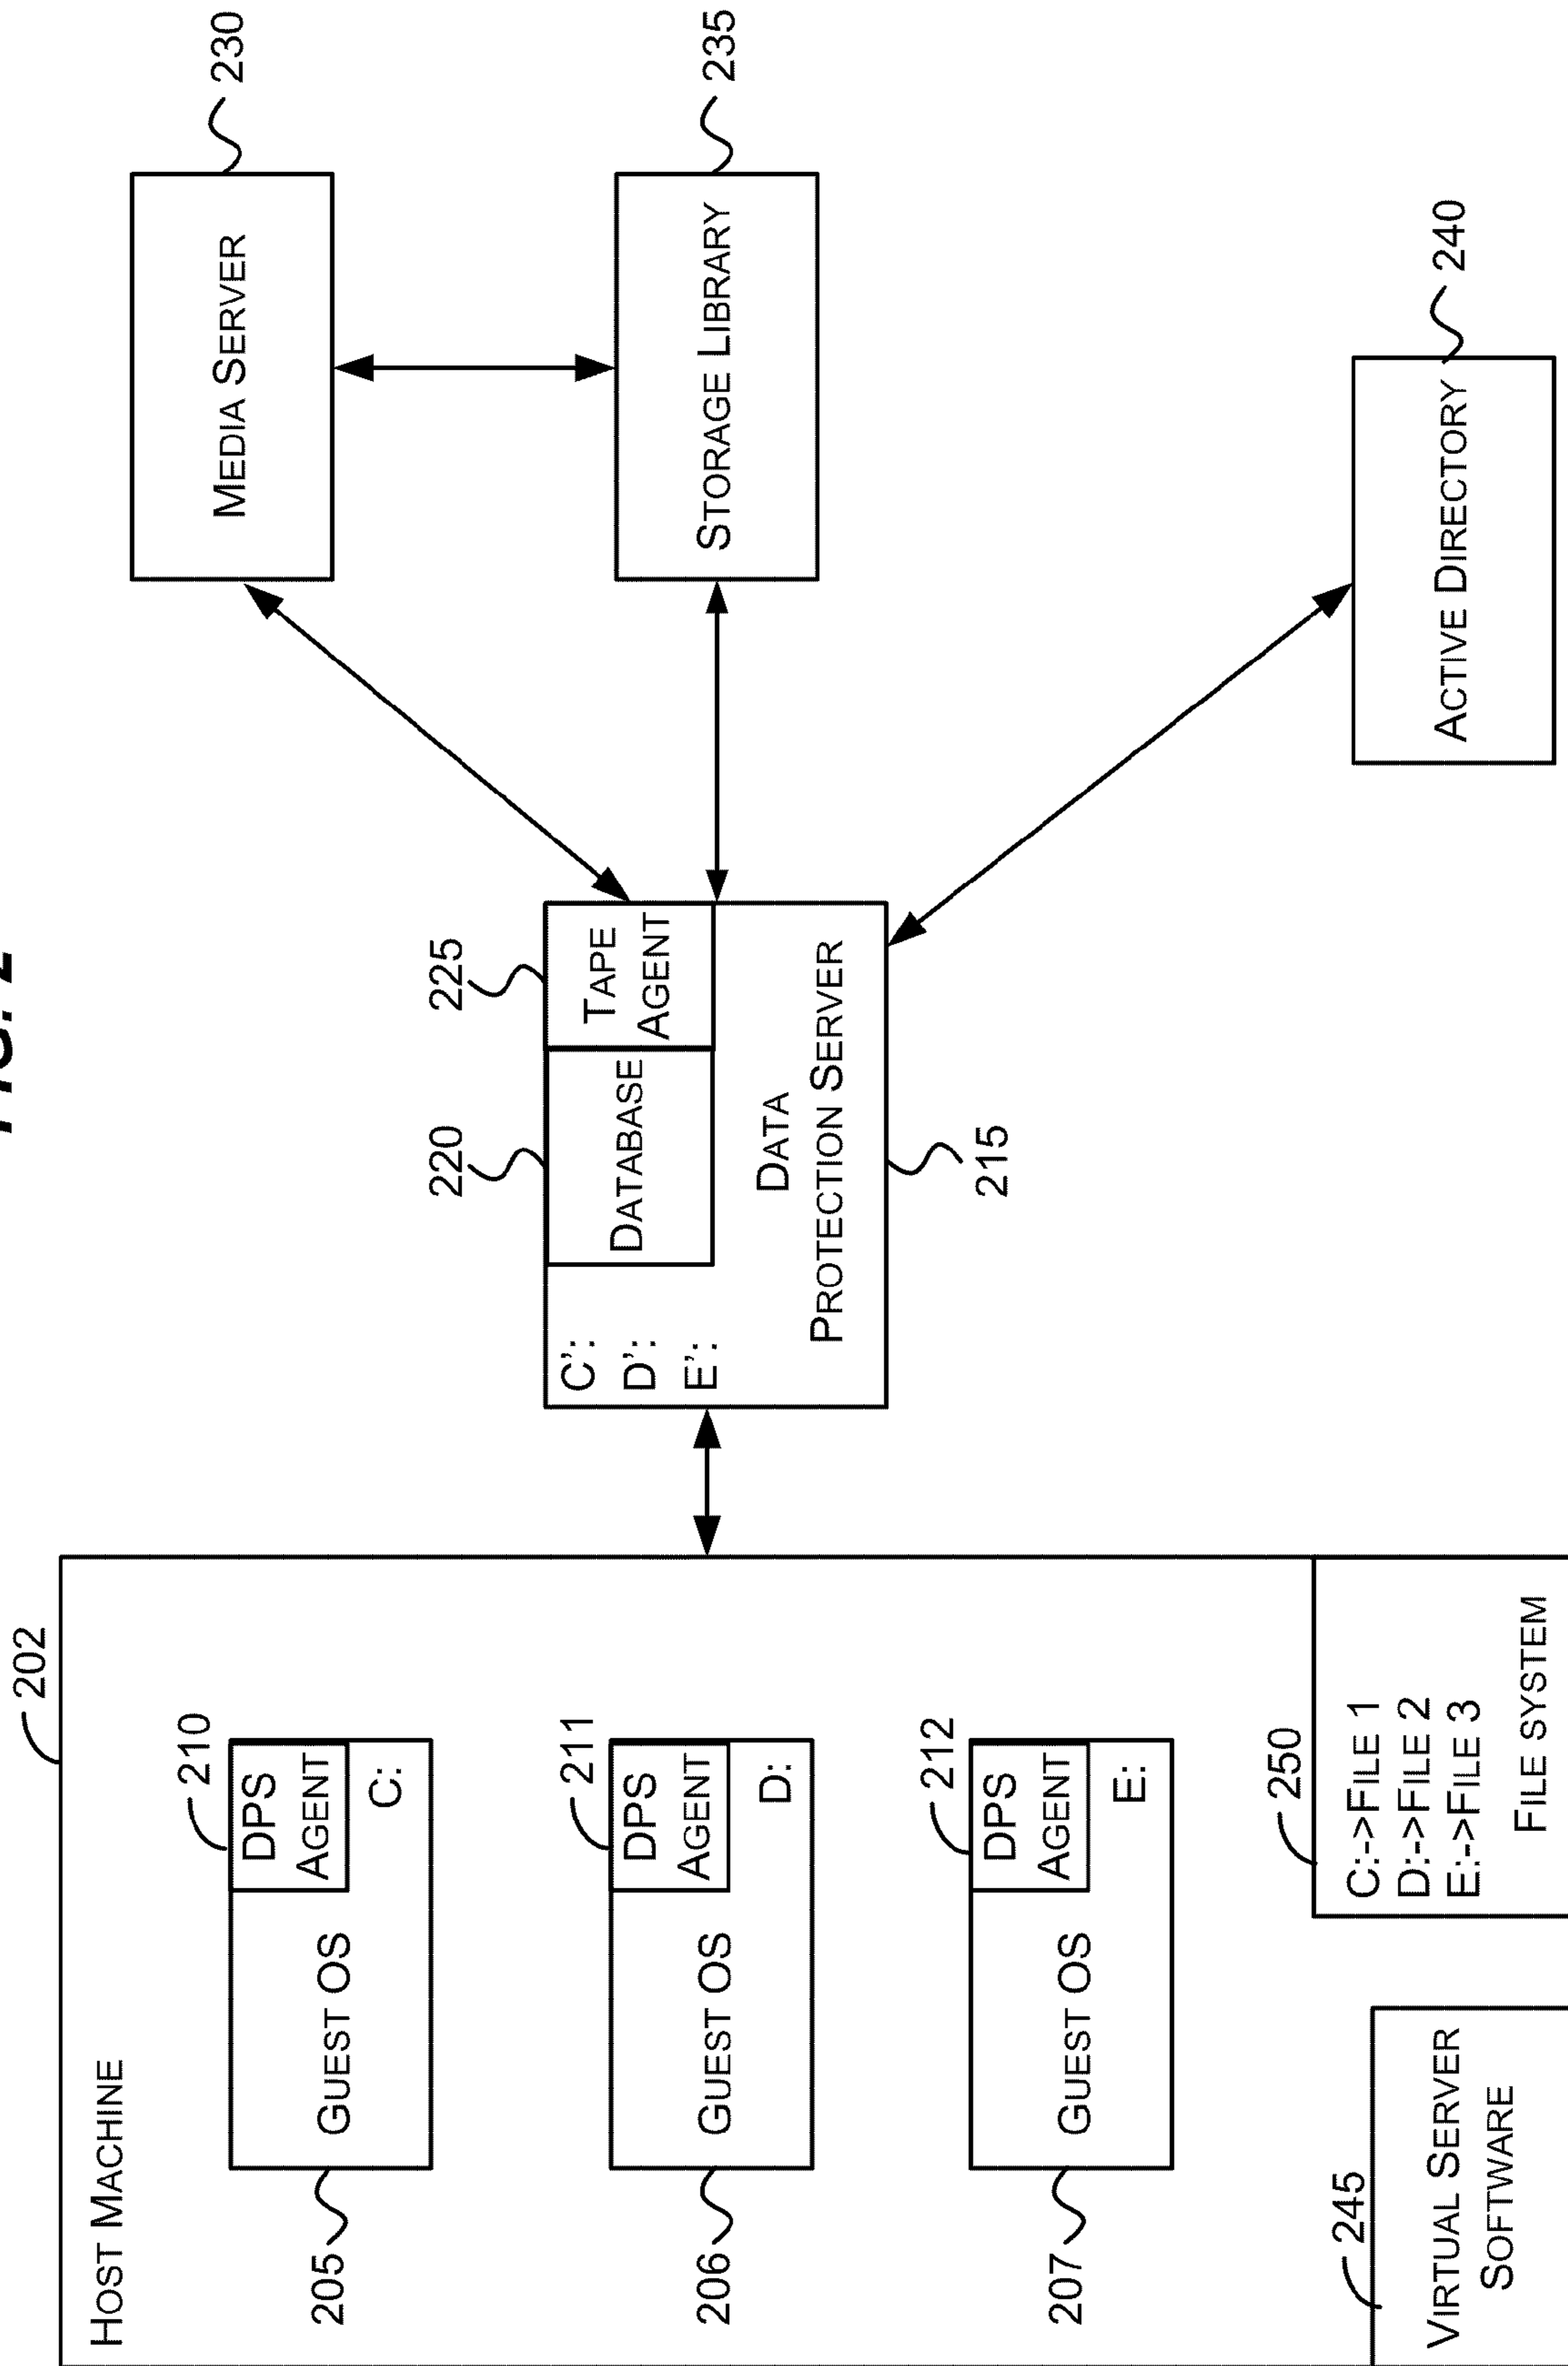 FIG. 2
HOST MACHINE
202
205
GUEST OS
210
DPS
AGENT
C:
206
GUEST OS
211
DPS
AGENT
D:
207
GUEST OS
212
DPS
AGENT
E:
245
VIRTUAL SERVER
SOFTWARE
250
C:->FILE 1
D:->FILE 2
E:->FILE 3
FILE SYSTEM
220
225
C':
D':
E':
DATABASE
TAPE
AGENT
DATA
PROTECTION SERVER
215
MEDIA SERVER
230
STORAGE LIBRARY
235
ACTIVE DIRECTORY
240